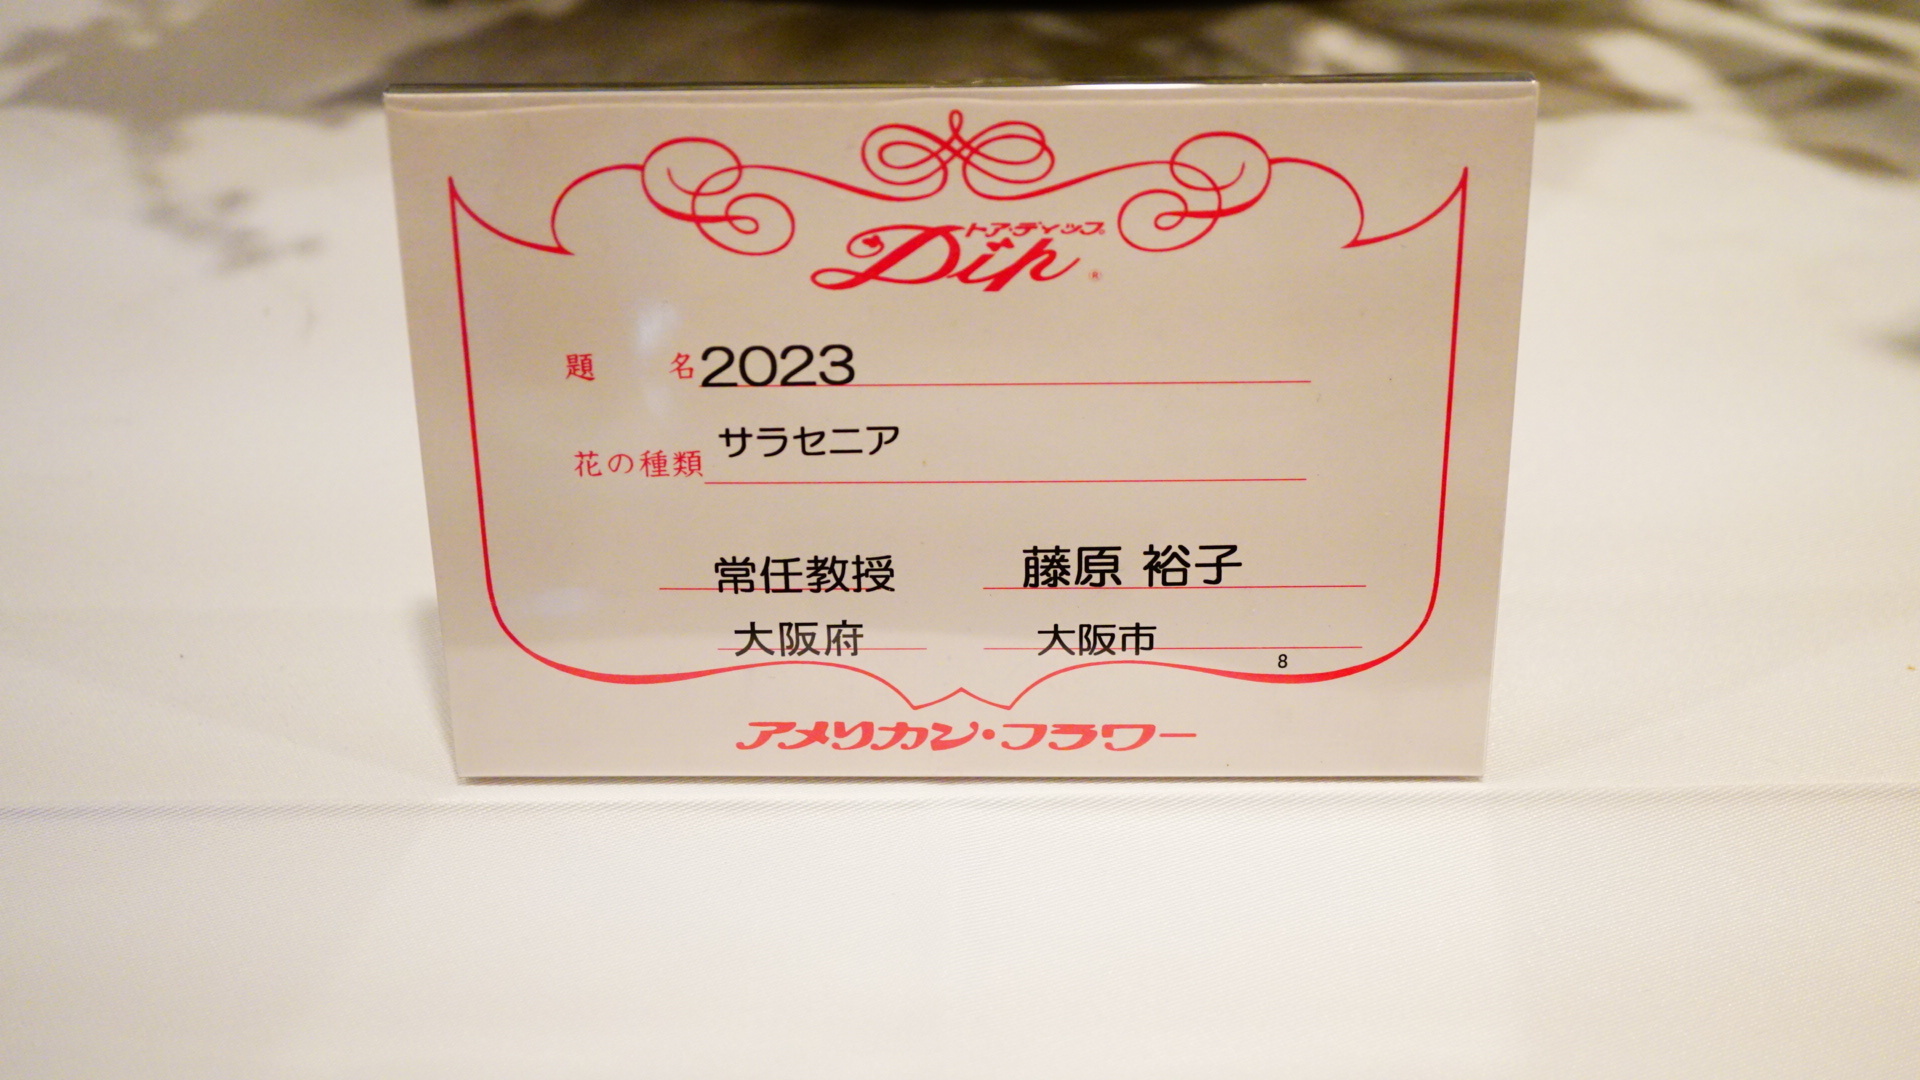 トア・ディップ
Dip ®
題 名 2023
花の種類 サラセニア
常任教授 藤原 裕子
大阪府 大阪市
8
アメリカン・フラワー